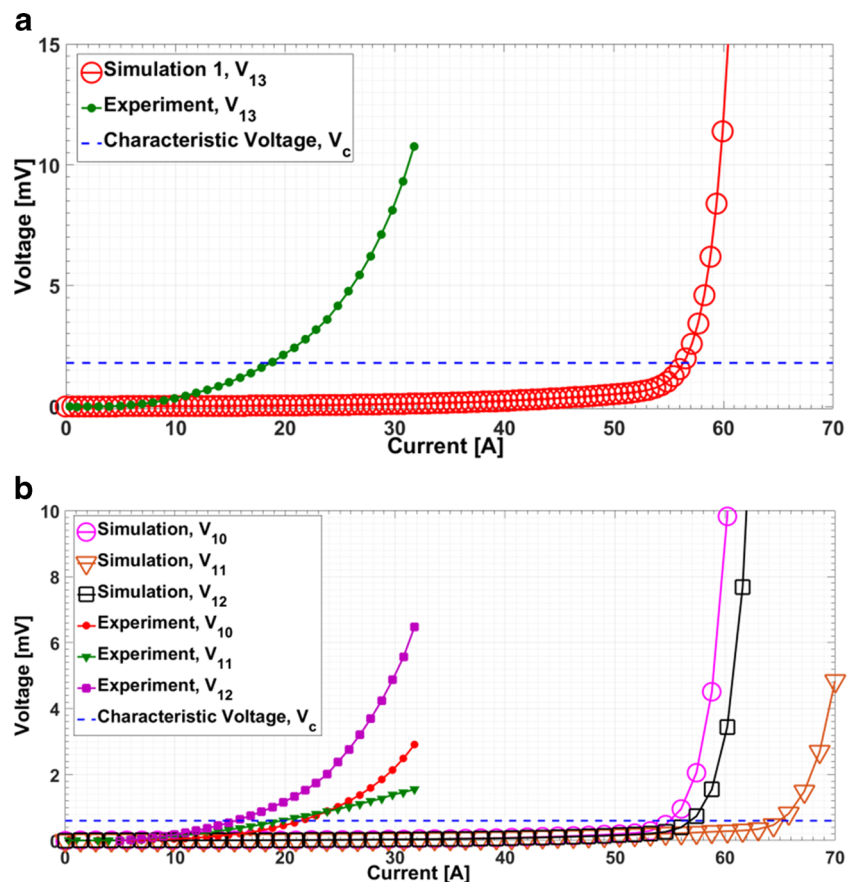 a
15
10
5
0
Voltage [mV]
Simulation 1, V13
Experiment, V13
Characteristic Voltage, Vc
0 10 20 30 40 50 60 70
Current [A]
b
10
8
6
4
2
0
Voltage [mV]
Simulation, V10
Simulation, V11
Simulation, V12
Experiment, V10
Experiment, V11
Experiment, V12
Characteristic Voltage, Vc
0 10 20 30 40 50 60 70
Current [A]